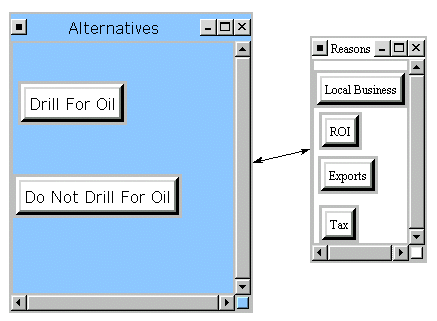 Alternatives
Drill For Oil
Do Not Drill For Oil
Reasons
Local Business
ROI
Exports
Tax